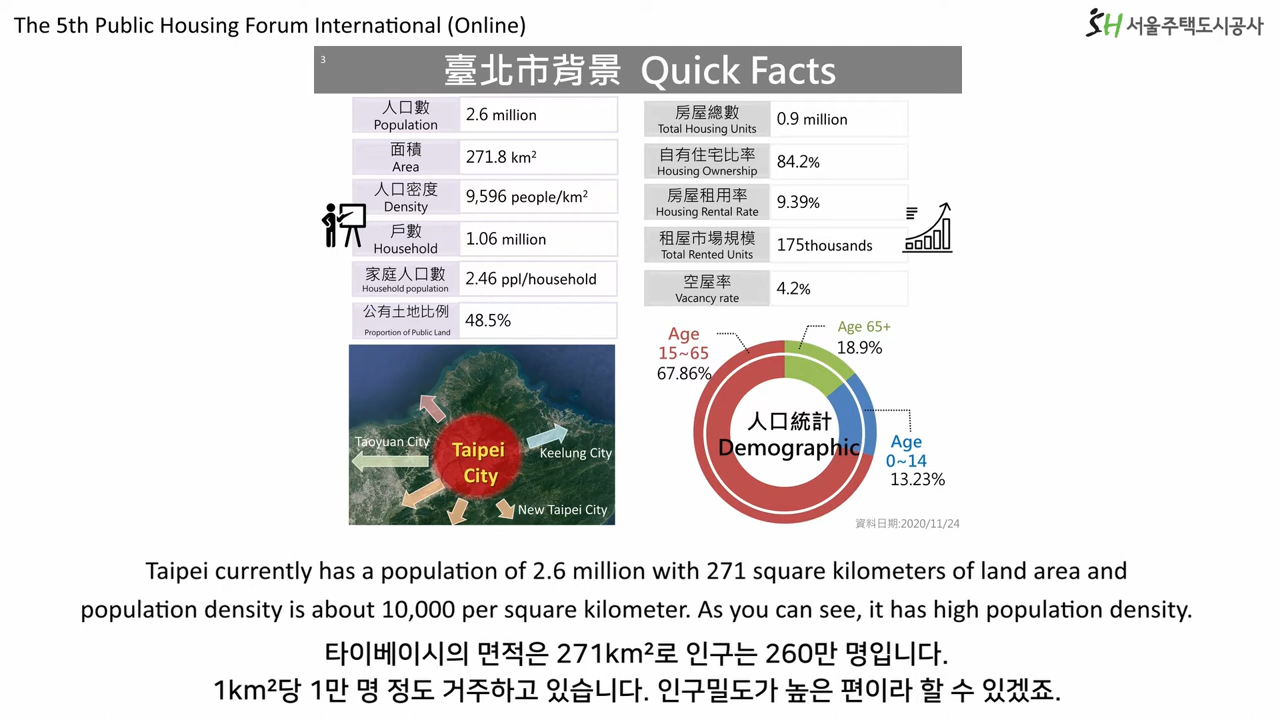 The 5th Public Housing Forum International (Online)
SH 서울주택도시공사
3
臺北市背景 Quick Facts
人口數
Population
2.6 million
面積
Area
271.8 km²
人口密度
Density
9,596 people/km²
戶數
Household
1.06 million
家庭人口數
Household population
2.46 ppl/household
公有土地比例
Proportion of Public Land
48.5%
房屋總數
Total Housing Units
0.9 million
自有住宅比率
Housing Ownership
84.2%
房屋租用率
Housing Rental Rate
9.39%
租屋市場規模
Total Rented Units
175thousands
空屋率
Vacancy rate
4.2%
Taoyuan City
Taipei
City
Keelung City
New Taipei City
Age
15~65
67.86%
Age 65+
18.9%
人口統計
Demographic
Age
0~14
13.23%
資料日期:2020/11/24
Taipei currently has a population of 2.6 million with 271 square kilometers of land area and
population density is about 10,000 per square kilometer. As you can see, it has high population density.
타이베이시의 면적은 271km²로 인구는 260만 명입니다.
1km²당 1만 명 정도 거주하고 있습니다. 인구밀도가 높은 편이라 할 수 있겠죠.